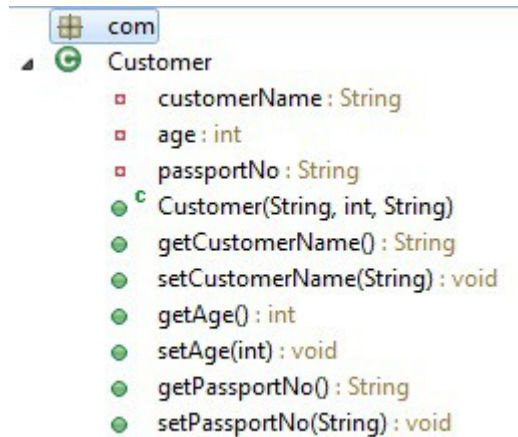 com
Customer
customerName : String
age : int
passportNo : String
C Customer(String, int, String)
getCustomerName() : String
setCustomerName(String) : void
getAge() : int
setAge(int) : void
getPassportNo() : String
setPassportNo(String) : void